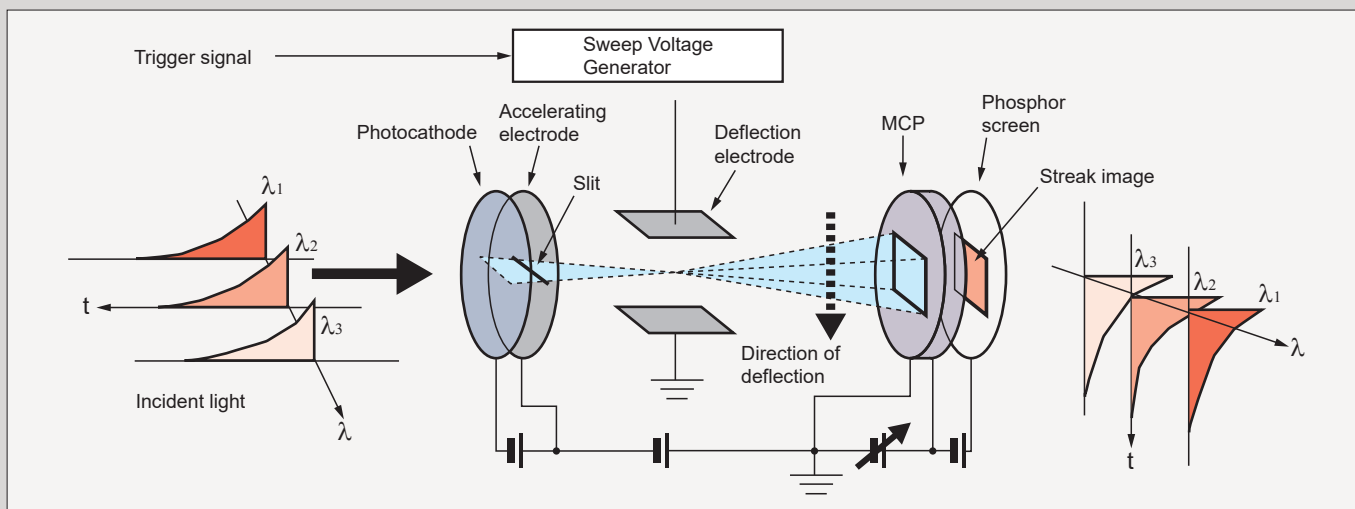 Trigger signal
Sweep Voltage
Generator
Photocathode
Accelerating
electrode
Slit
Deflection
electrode
MCP
Phosphor
screen
Streak image
λ1
λ2
t
λ3
Incident light
λ
Direction of
deflection
λ3
λ2
λ1
λ
t